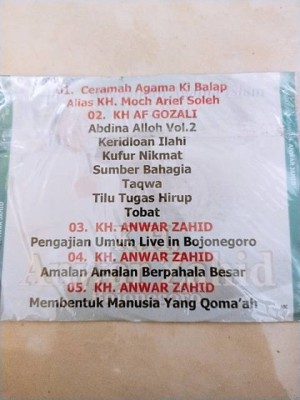 01. Ceramah Agama Ki Balap
Alias KH. Moch Arief Soleh
02. KH AF GOZALI
Abdina Alloh Vol.2
Keridloan Ilahi
Kufur Nikmat
Sumber Bahagia
Taqwa
Tilu Tugas Hirup
Tobat
03. KH. ANWAR ZAHID
Pengajian Umum Live in Bojonegoro
04. KH. ANWAR ZAHID
Amalan Amalan Berpahala Besar
05. KH. ANWAR ZAHID
Membentuk Manusia Yang Qoma'ah